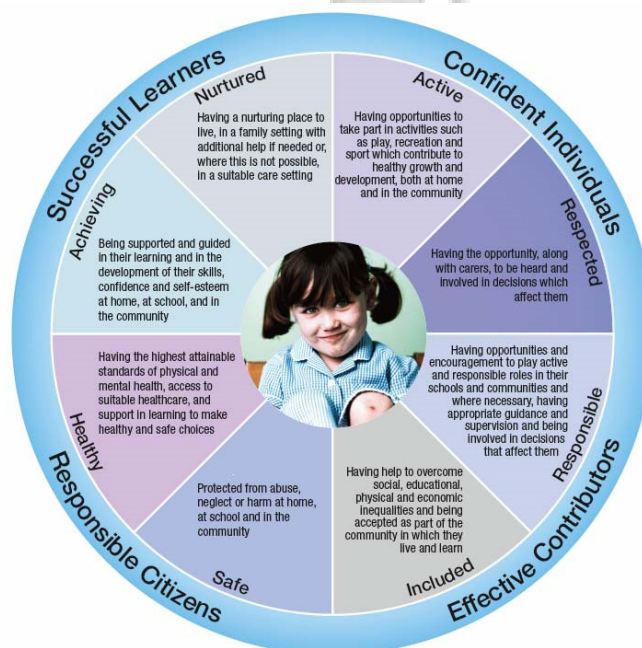 Successful Learners
Confident Individuals
Nurtured
Having a nurturing place to
live, in a family setting with
additional help if needed or,
where this is not possible,
in a suitable care setting
Active
Having opportunities to
take part in activities such
as play, recreation and
sport which contribute to
healthy growth and
development, both at home
and in the community
Respected
Having the opportunity, along
with carers, to be heard and
involved in decisions which
affect them
Responsible
Having opportunities and
encouragement to play active
and responsible roles in their
schools and communities and
where necessary, having
appropriate guidance and
supervision and being
involved in decisions
that affect them
Included
Having help to overcome
social, educational,
physical and economic
inequalities and being
accepted as part of the
community in which they
live and learn
Safe
Protected from abuse,
neglect or harm at home,
at school and in the
community
Healthy
Having the highest attainable
standards of physical and
mental health, access to
suitable healthcare, and
support in learning to make
healthy and safe choices
Achieving
Being supported and guided
in their learning and in the
development of their skills,
confidence and self-esteem
at home, at school, and in
the community
Responsible Citizens
Effective Contributors